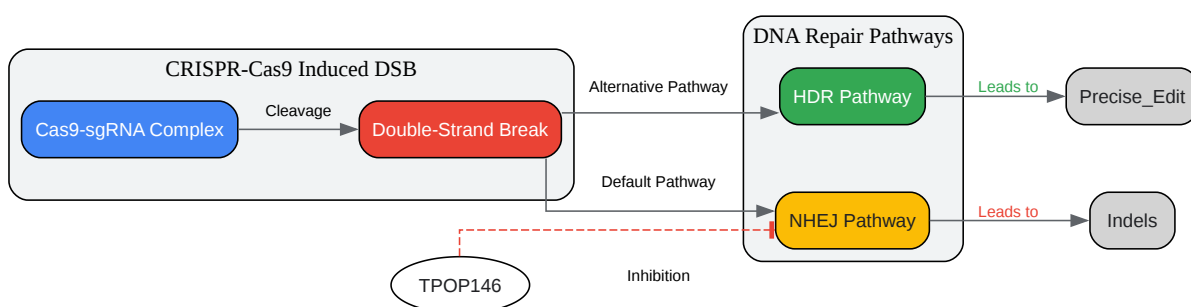 DNA Repair Pathways
CRISPR-Cas9 Induced DSB
Alternative Pathway
HDR Pathway
Leads to
Precise_Edit
Cas9-sgRNA Complex
Cleavage
Double-Strand Break
Default Pathway
NHEJ Pathway
Leads to
Indels
TPOP146
Inhibition